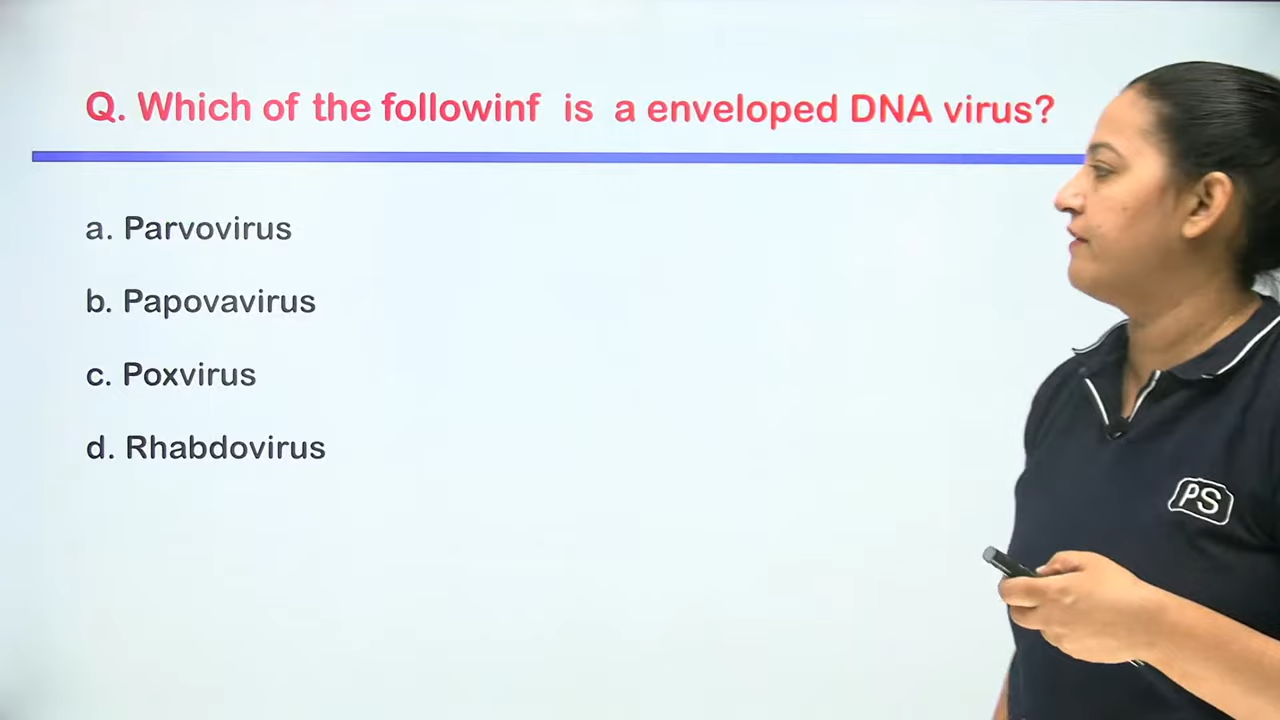 Q. Which of the followinf is a enveloped DNA virus?
a. Parvovirus
b. Papovavirus
c. Poxvirus
d. Rhabdovirus
PS